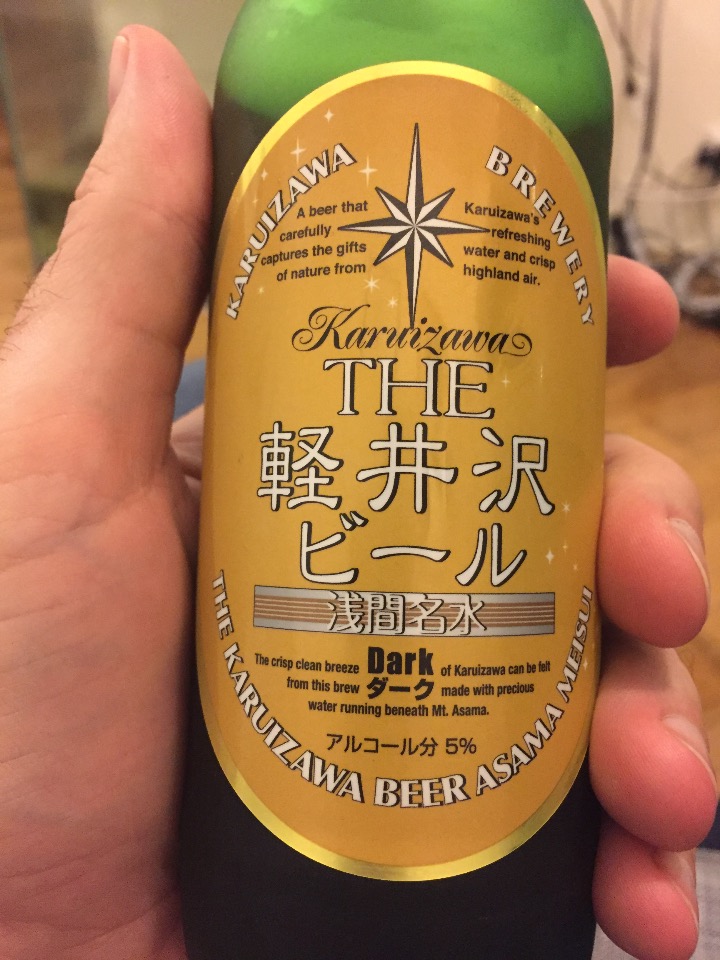 KARUIZAWA BREWERY
A beer that
carefully
captures the gifts
of nature from
Karuizawa's
refreshing
water and crisp
highland air.
Karuizawa
THE
軽井沢
ビール
浅間名水
The crisp clean breeze Dark of Karuizawa can be felt
from this brew ダーク made with precious
water running beneath Mt. Asama.
アルコール分 5%
THE KARUIZAWA BEER ASAMA MEISUI